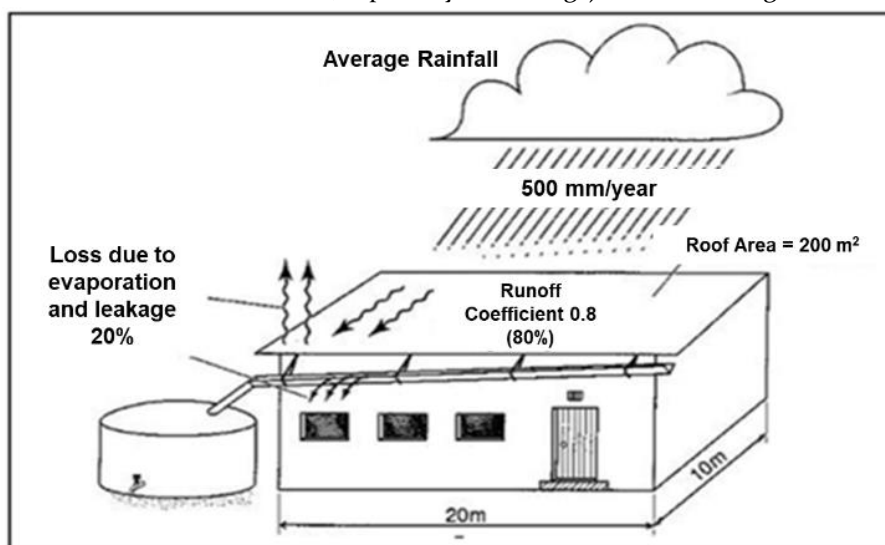 Average Rainfall
500 mm/year
Roof Area = 200 m²
Loss due to
evaporation
and leakage
20%
Runoff
Coefficient 0.8
(80%)
10m
20m